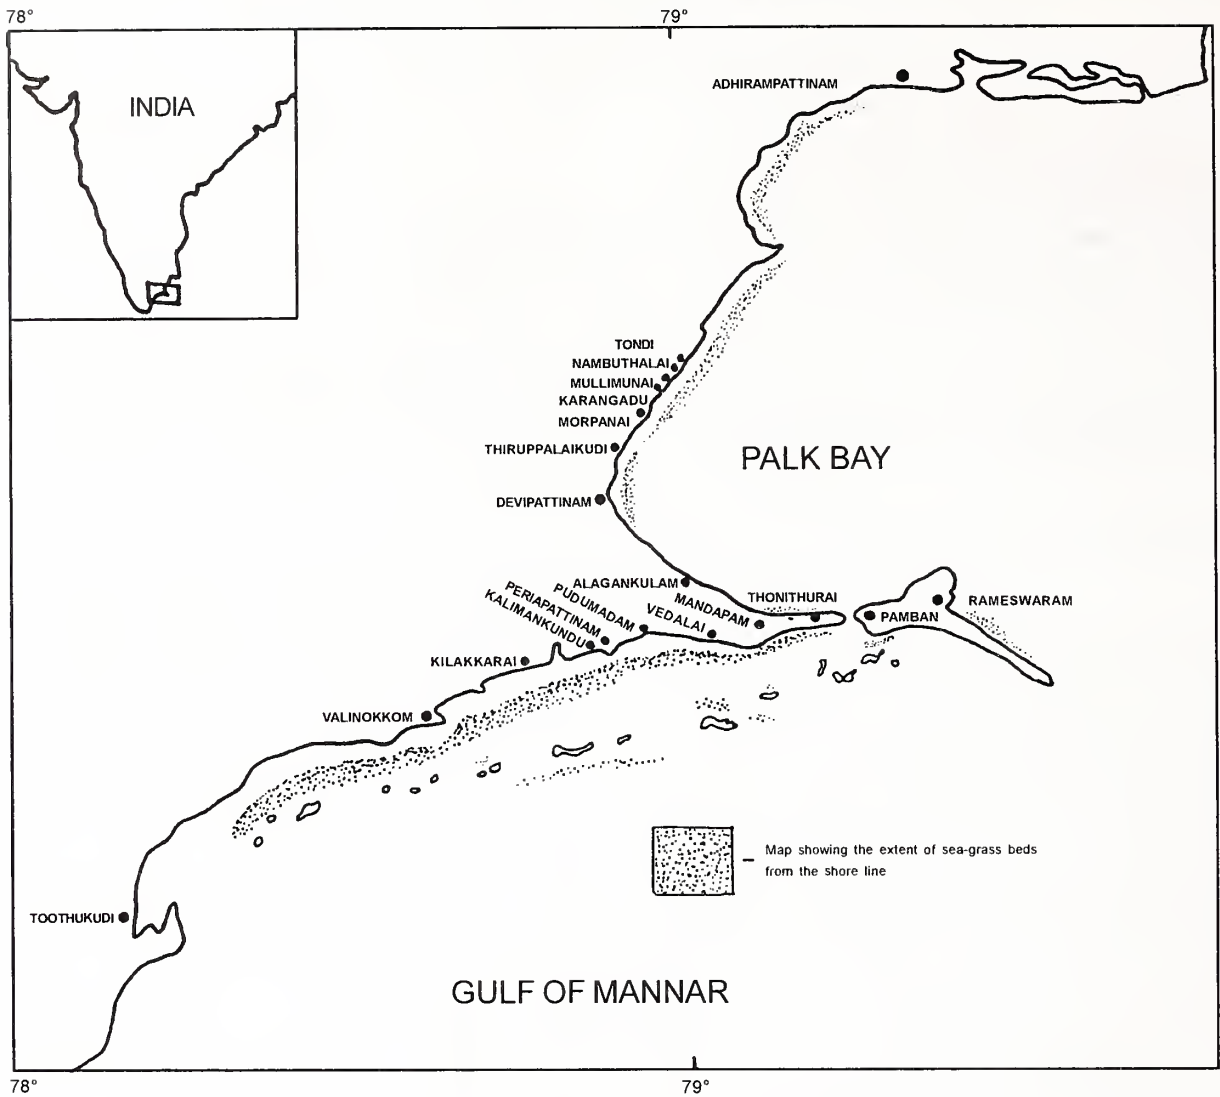 78°
79°
INDIA
ADHIRAMPATTINAM
TONDI
NAMBUTHALAI
MULLIMUNAI
KARANGADU
MORPANAI
THIRUPPALAIKUDI
PALK BAY
DEVIPATTINAM
ALAGANKULAM
THONITHURAI
MANDAPAM
VEDALAI
PUDUMADAM
PERIAPATTINAM
KALIMANKUNDU
RAMESWARAM
PAMBAN
KILAKKARAI
VALINOKKOM
Map showing the extent of sea-grass beds
from the shore line
TOOTHUKUDI
GULF OF MANNAR
78°
79°